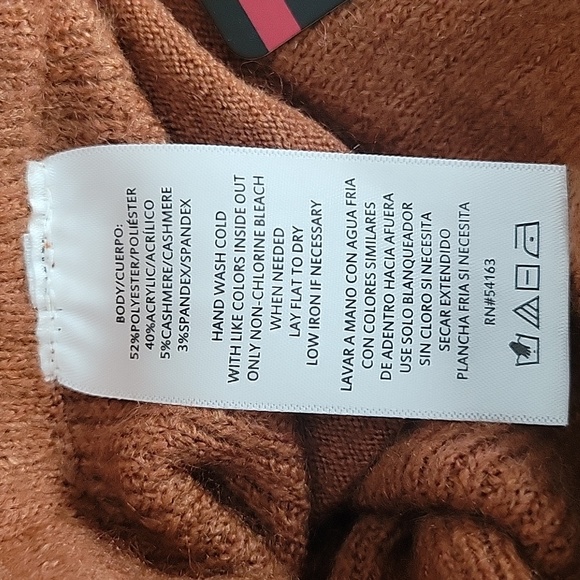 BODY/CUERPO:
52%POLYESTER/POLIÉSTER
40%ACRYLIC/ACRÍLICO
5%CASHMERE/CASHMERE
3%SPANDEX/SPANDEX
HAND WASH COLD
WITH LIKE COLORS INSIDE OUT
ONLY NON-CHLORINE BLEACH
WHEN NEEDED
LAY FLAT TO DRY
LOW IRON IF NECESSARY
LAVAR A MANO CON AGUA FRIA
CON COLORES SIMILARES
DE ADENTRO HACIA AFUERA
USE SOLO BLANQUEADOR
SIN CLORO SI NECESITA
SECAR EXTENDIDO
PLANCHA FRIA SI NECESITA
RN#54163